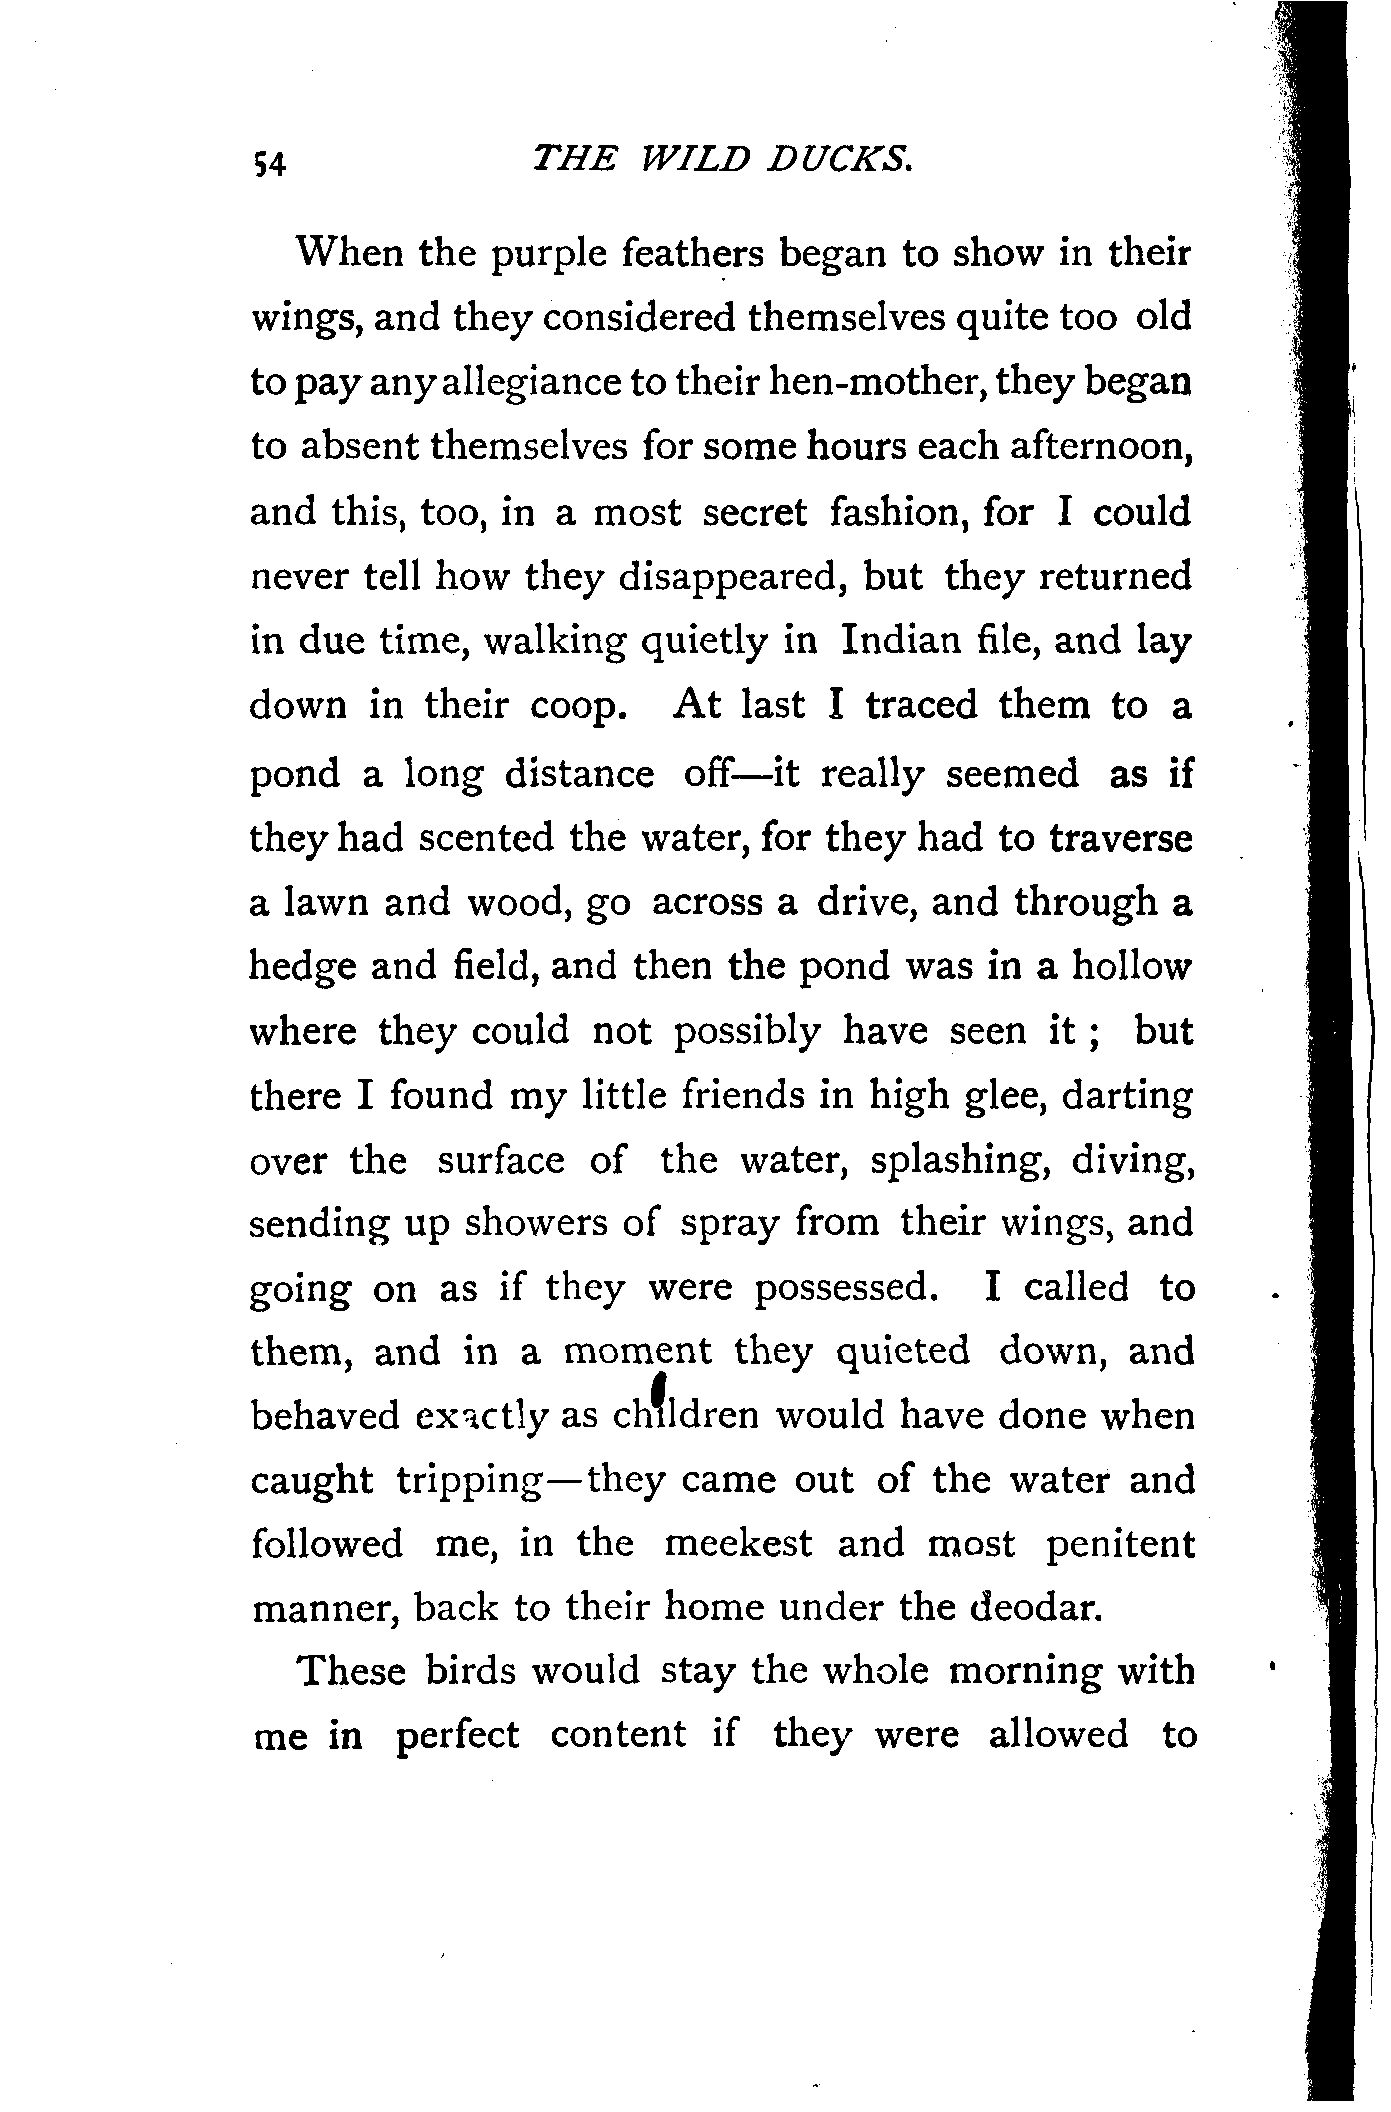 54 THE WILD DUCKS.
When the purple feathers began to show in their
wings, and they considered themselves quite too old
to pay any allegiance to their hen-mother, they began
to absent themselves for some hours each afternoon,
and this, too, in a most secret fashion, for I could
never tell how they disappeared, but they returned
in due time, walking quietly in Indian file, and lay
down in their coop. At last I traced them to a
pond a long distance off—it really seemed as if
they had scented the water, for they had to traverse
a lawn and wood, go across a drive, and through a
hedge and field, and then the pond was in a hollow
where they could not possibly have seen it ; but
there I found my little friends in high glee, darting
over the surface of the water, splashing, diving,
sending up showers of spray from their wings, and
going on as if they were possessed. I called to
them, and in a moment they quieted down, and
behaved exactly as children would have done when
caught tripping—they came out of the water and
followed me, in the meekest and most penitent
manner, back to their home under the deodar.
These birds would stay the whole morning with
me in perfect content if they were allowed to